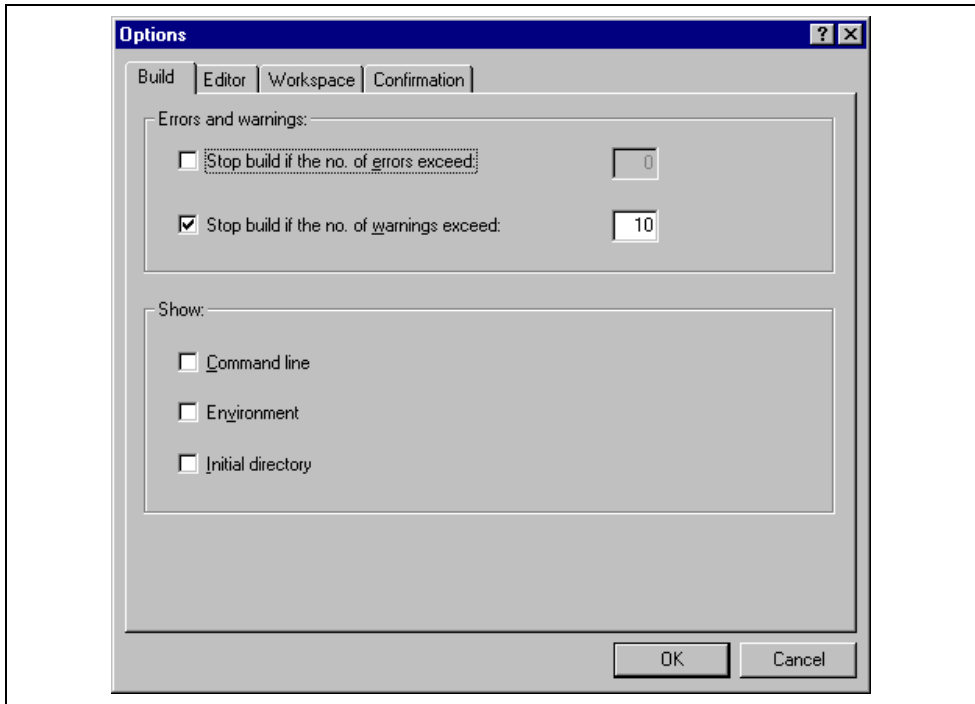 Options
Build Editor Workspace Confirmation
Errors and warnings:
Stop build if the no. of errors exceed: 0
Stop build if the no. of warnings exceed: 10
Show:
Command line
Environment
Initial directory
OK Cancel